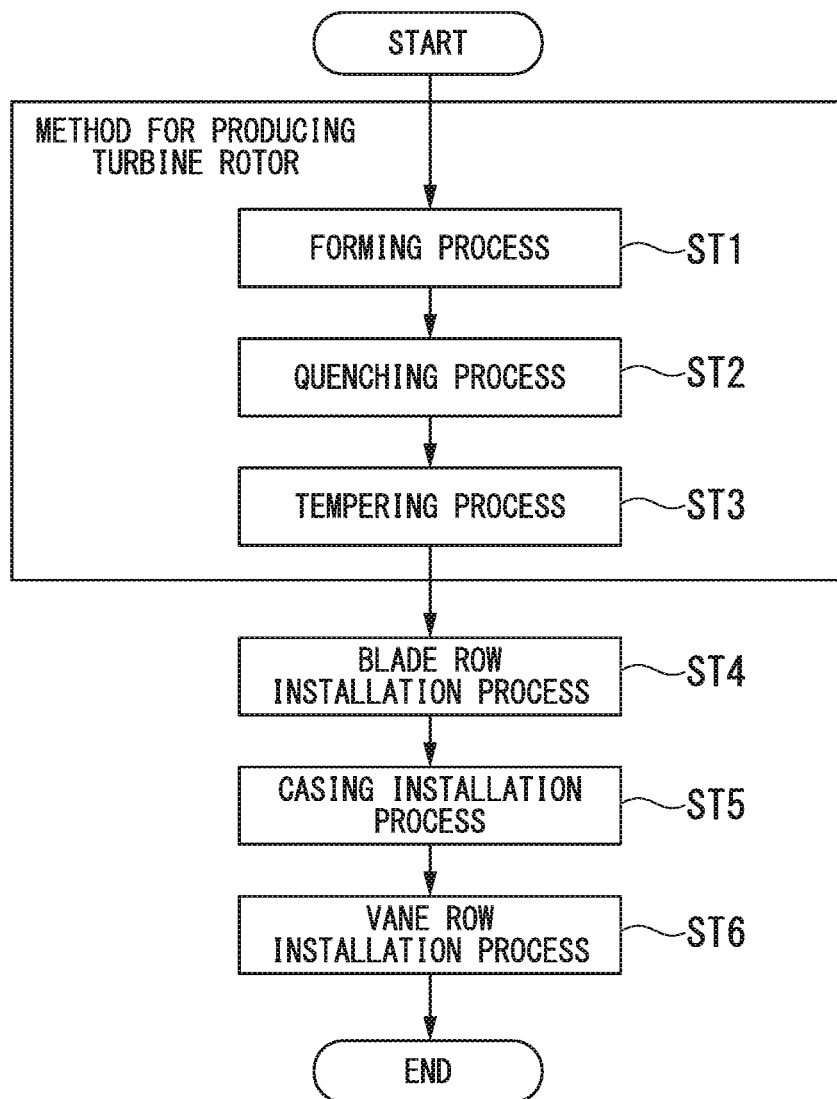 START
METHOD FOR PRODUCING
TURBINE ROTOR
FORMING PROCESS
ST1
QUENCHING PROCESS
ST2
TEMPERING PROCESS
ST3
BLADE ROW
INSTALLATION PROCESS
ST4
CASING INSTALLATION
PROCESS
ST5
VANE ROW
INSTALLATION PROCESS
ST6
END